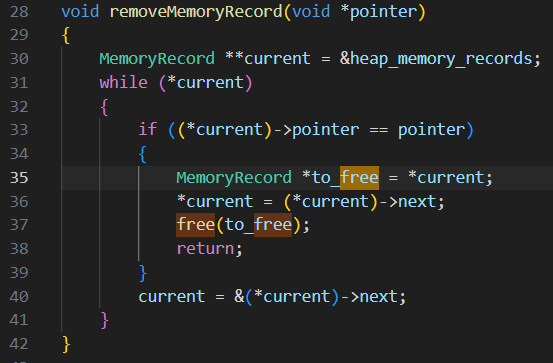 28 void removeMemoryRecord(void *pointer)
29 {
30     MemoryRecord **current = &heap_memory_records;
31     while (*current)
32     {
33         if ((*current)->pointer == pointer)
34         {
35             MemoryRecord *to_free = *current;
36             *current = (*current)->next;
37             free(to_free);
38             return;
39         }
40         current = &(*current)->next;
41     }
42 }